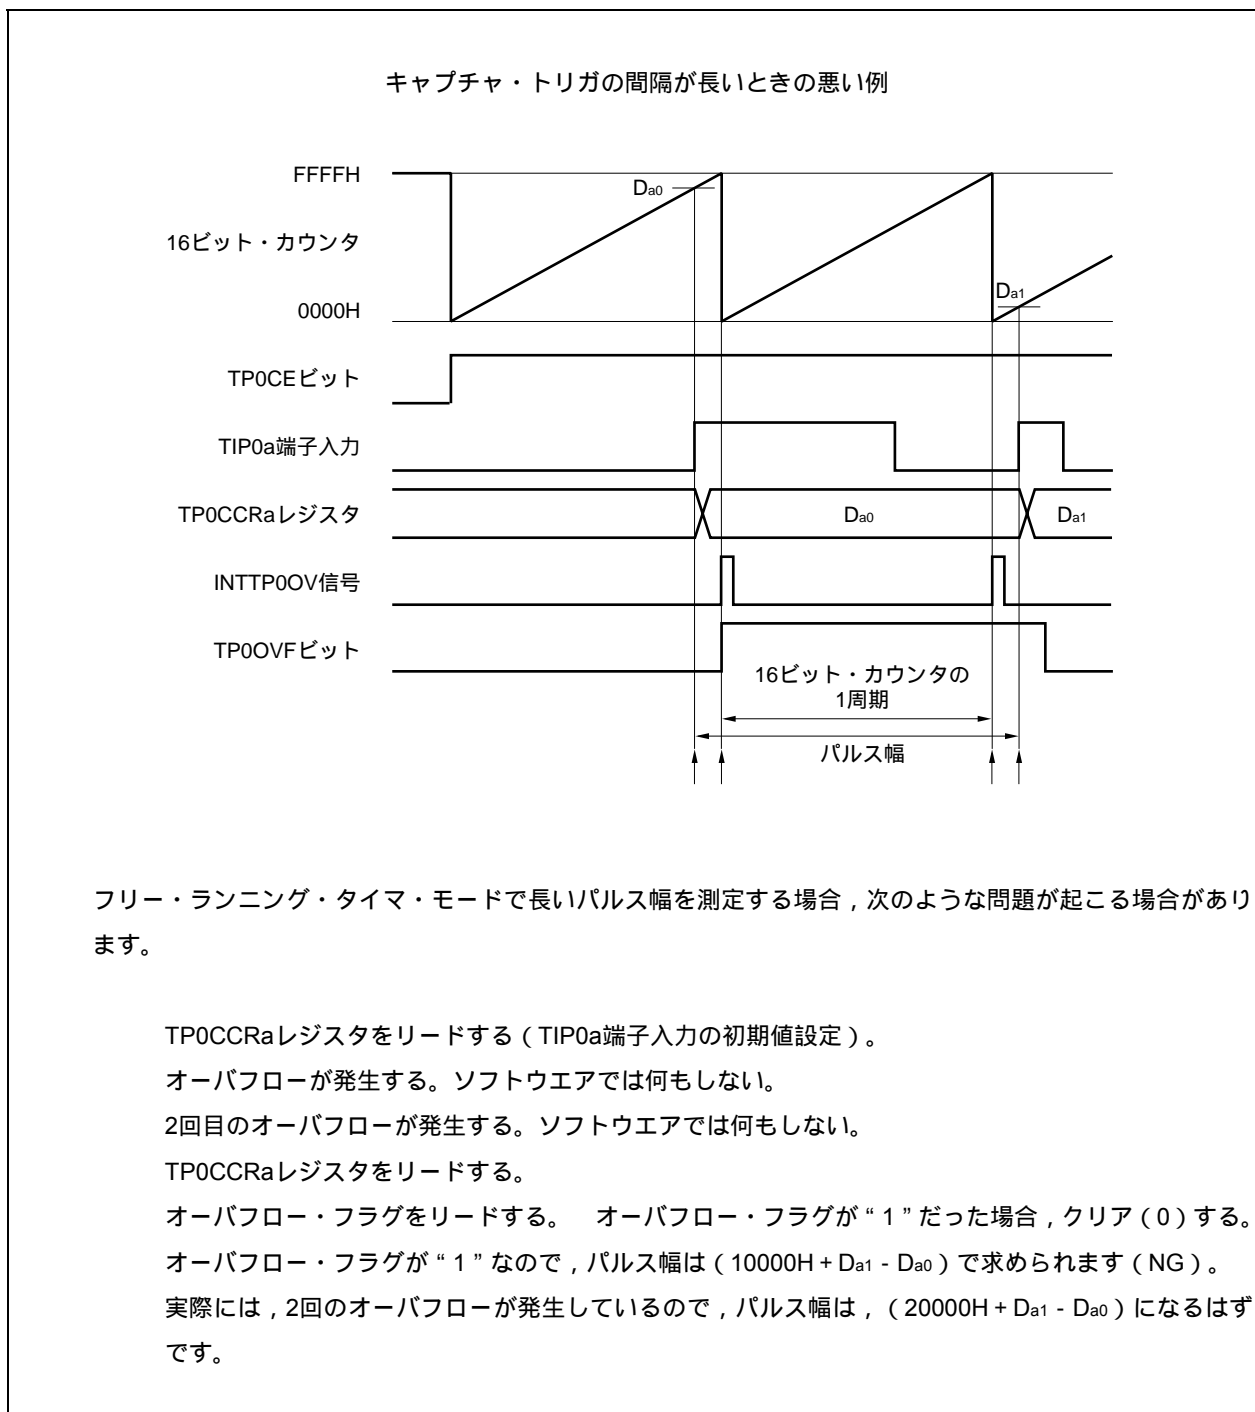 キャプチャ・トリガの間隔が長いときの悪い例
FFFFH
16ビット・カウンタ
0000H
Da0
Da1
TP0CEビット
TIP0a端子入力
TP0CCRaレジスタ
Da0
Da1
INTTP0OV信号
TP0OVFビット
16ビット・カウンタの
1周期
パルス幅
フリー・ランニング・タイマ・モードで長いパルス幅を測定する場合，次のような問題が起こる場合があり
ます。
TP0CCRaレジスタをリードする（TIP0a端子入力の初期値設定）。
オーバフローが発生する。ソフトウエアでは何もしない。
2回目のオーバフローが発生する。ソフトウエアでは何もしない。
TP0CCRaレジスタをリードする。
オーバフロー・フラグをリードする。　オーバフロー・フラグが“1”だった場合，クリア（0）する。
オーバフロー・フラグが“1”なので，パルス幅は（10000H + Da1 - Da0）で求められます（NG）。
実際には，2回のオーバフローが発生しているので，パルス幅は，（20000H + Da1 - Da0）になるはず
です。